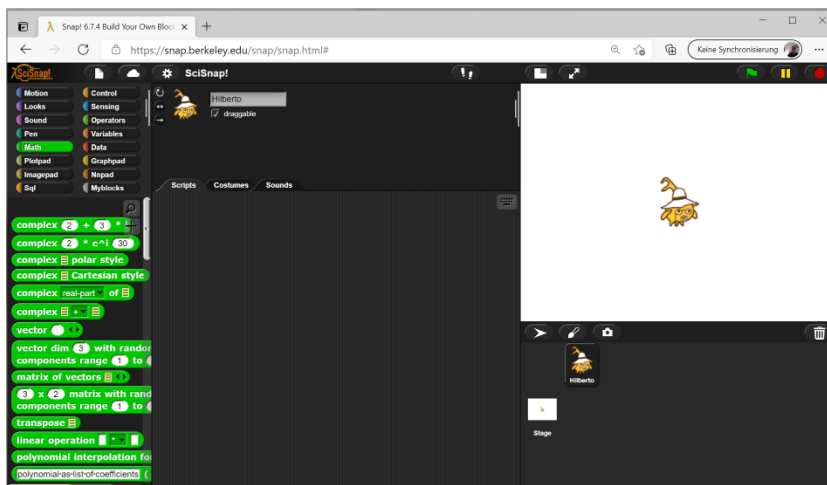 Snap! 6.7.4 Build Your Own Block
https://snap.berkeley.edu/snap/snap.html#
Keine Synchronisierung
SciSnap!
SciSnap!
Motion Control
Looks Sensing
Sound Operators
Pen Variables
Math Data
Plotpad Graphpad
Imagepad Nnpad
Sql Myblocks
Hilberto
draggable
Scripts Costumes Sounds
complex 2 + 3 *
complex 2 * e^i 30
complex polar style
complex Cartesian style
complex real-part of
complex +
vector
vector dim 3 with random
components range 1 to
matrix of vectors
3 x 2 matrix with rand
components range 1 to
transpose
linear operation *
polynomial interpolation fo
polynomial-as-list-of-coefficients (
Hilberto
Stage